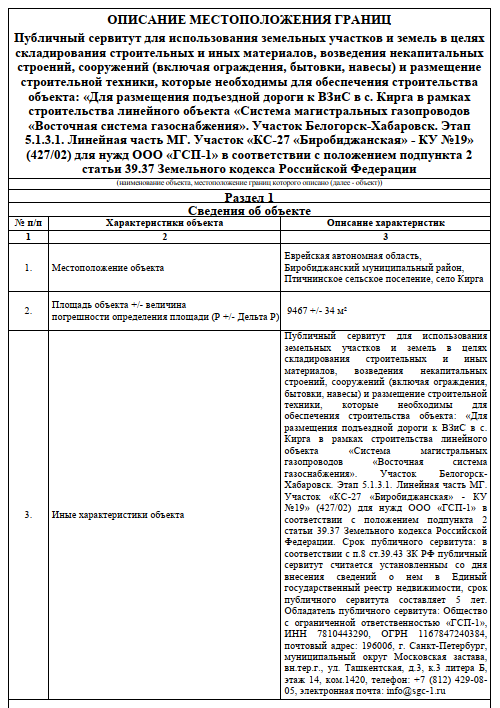 ОПИСАНИЕ МЕСТОПОЛОЖЕНИЯ ГРАНИЦ
Публичный сервитут для использования земельных участков и земель в целях
складирования строительных и иных материалов, возведения некапитальных
строений, сооружений (включая ограждения, бытовки, навесы) и размещение
строительной техники, которые необходимы для обеспечения строительства
объекта: «Для размещения подъездной дороги к ВЗиС в с. Кирга в рамках
строительства линейного объекта «Система магистральных газопроводов
«Восточная система газоснабжения». Участок Белогорск-Хабаровск. Этап
5.1.3.1. Линейная часть МГ. Участок «КС-27 «Биробиджанская» - КУ №19»
(427/02) для нужд ООО «ГСП-1» в соответствии с положением подпункта 2
статьи 39.37 Земельного кодекса Российской Федерации
(наименование объекта, местоположение границ которого описано (далее - объект))
Раздел 1
Сведения об объекте
№ п/п Характеристики объекта Описание характеристик
1 2 3
1. Местоположение объекта
Еврейская автономная область,
Биробиджанский муниципальный район,
Птичнинское сельское поселение, село Кирга
2. Площадь объекта +/- величина
погрешности определения площади (P +/- Дельта P)
9467 +/- 34 м²
3. Иные характеристики объекта
Публичный сервитут для использования
земельных участков и земель в целях
складирования строительных и иных
материалов, возведения некапитальных
строений, сооружений (включая ограждения,
бытовки, навесы) и размещение строительной
техники, которые необходимы для
обеспечения строительства объекта: «Для
размещения подъездной дороги к ВЗиС в с.
Кирга в рамках строительства линейного
объекта «Система магистральных
газопроводов «Восточная система
газоснабжения». Участок Белогорск-
Хабаровск. Этап 5.1.3.1. Линейная часть МГ.
Участок «КС-27 «Биробиджанская» - КУ
№19» (427/02) для нужд ООО «ГСП-1» в
соответствии с положением подпункта 2
статьи 39.37 Земельного кодекса Российской
Федерации. Срок публичного сервитута: в
соответствии с п.8 ст.39.43 ЗК РФ публичный
сервитут считается установленным со дня
внесения сведений о нем в Единый
государственный реестр недвижимости, срок
публичного сервитута составляет 5 лет.
Обладатель публичного сервитута: Общество
с ограниченной ответственностью «ГСП-1»,
ИНН 7810443290, ОГРН 1167847240384,
почтовый адрес: 196006, г. Санкт-Петербург,
муниципальный округ Московская застава,
вн.тер.г., ул. Ташкентская, д.3, к.3 литера Б,
этаж 14, ком.1420, телефон: +7 (812) 429-08-
05, электронная почта: info@sgc-1.ru